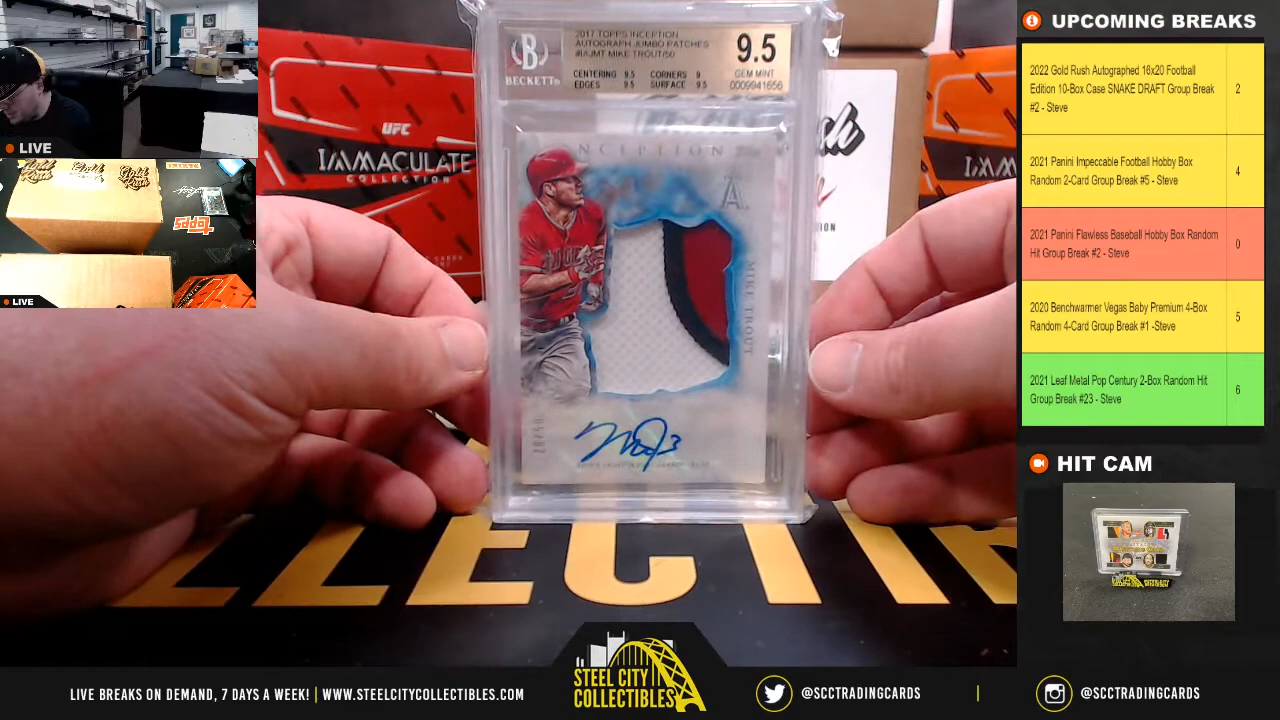 LIVE
LIVE
2017 TOPPS INCEPTION
AUTOGRAPH JUMBO PATCHES
#IAJMT MIKE TROUT/50
CENTERING 9.5 CORNERS 9
EDGES 9.5 SURFACE 9.5
9.5
GEM MINT
0009941656
B
BECKETT
INCEPTION
A
MIKE TROUT
UFC
IMMACULATE
COLLECTION
topps
LLECTI
UPCOMING BREAKS
2022 Gold Rush Autographed 16x20 Football
Edition 10-Box Case SNAKE DRAFT Group Break
#2 - Steve
2
2021 Panini Impeccable Football Hobby Box
Random 2-Card Group Break #5 - Steve
4
2021 Panini Flawless Baseball Hobby Box Random
Hit Group Break #2 - Steve
0
2020 Benchwarmer Vegas Baby Premium 4-Box
Random 4-Card Group Break #1 -Steve
5
2021 Leaf Metal Pop Century 2-Box Random Hit
Group Break #23 - Steve
6
HIT CAM
LIVE BREAKS ON DEMAND, 7 DAYS A WEEK! | WWW.STEELCITYCOLLECTIBLES.COM
STEEL CITY
COLLECTIBLES
@SCCTRADINGCARDS
@SCCTRADINGCARDS